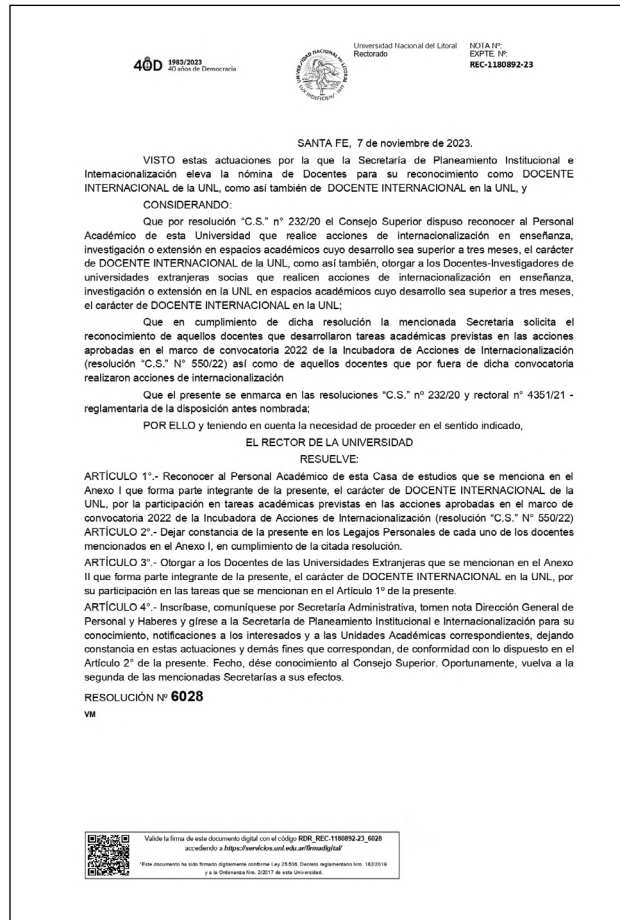 40D 1983/2023
40 años de Democracia
UNIVERSIDAD NACIONAL DEL LITORAL
LUX INDEFICIENS 1919
Universidad Nacional del Litoral
Rectorado
NOTA Nº:
EXPTE. Nº:
REC-1180892-23
SANTA FE, 7 de noviembre de 2023.
VISTO estas actuaciones por la que la Secretaría de Planeamiento Institucional e
Internacionalización eleva la nómina de Docentes para su reconocimiento como DOCENTE
INTERNACIONAL de la UNL, como así también de DOCENTE INTERNACIONAL en la UNL, y
CONSIDERANDO:
Que por resolución “C.S.” n° 232/20 el Consejo Superior dispuso reconocer al Personal
Académico de esta Universidad que realice acciones de internacionalización en enseñanza,
investigación o extensión en espacios académicos cuyo desarrollo sea superior a tres meses, el carácter
de DOCENTE INTERNACIONAL de la UNL, como así también, otorgar a los Docentes-Investigadores de
universidades extranjeras socias que realicen acciones de internacionalización en enseñanza,
investigación o extensión en la UNL en espacios académicos cuyo desarrollo sea superior a tres meses,
el carácter de DOCENTE INTERNACIONAL en la UNL;
Que en cumplimiento de dicha resolución la mencionada Secretaría solicita el
reconocimiento de aquellos docentes que desarrollaron tareas académicas previstas en las acciones
aprobadas en el marco de convocatoria 2022 de la Incubadora de Acciones de Internacionalización
(resolución “C.S.” N° 550/22) así como de aquellos docentes que por fuera de dicha convocatoria
realizaron acciones de internacionalización
Que el presente se enmarca en las resoluciones “C.S.” nº 232/20 y rectoral n° 4351/21 -
reglamentaria de la disposición antes nombrada;
POR ELLO y teniendo en cuenta la necesidad de proceder en el sentido indicado,
EL RECTOR DE LA UNIVERSIDAD
RESUELVE:
ARTÍCULO 1°.- Reconocer al Personal Académico de esta Casa de estudios que se menciona en el
Anexo I que forma parte integrante de la presente, el carácter de DOCENTE INTERNACIONAL de la
UNL, por la participación en tareas académicas previstas en las acciones aprobadas en el marco de
convocatoria 2022 de la Incubadora de Acciones de Internacionalización (resolución “C.S.” N° 550/22)
ARTÍCULO 2°.- Dejar constancia de la presente en los Legajos Personales de cada uno de los docentes
mencionados en el Anexo I, en cumplimiento de la citada resolución.
ARTÍCULO 3°.- Otorgar a los Docentes de las Universidades Extranjeras que se mencionan en el Anexo
II que forma parte integrante de la presente, el carácter de DOCENTE INTERNACIONAL en la UNL, por
su participación en las tareas que se mencionan en el Artículo 1º de la presente.
ARTÍCULO 4°.- Inscríbase, comuníquese por Secretaría Administrativa, tomen nota Dirección General de
Personal y Haberes y gírese a la Secretaría de Planeamiento Institucional e Internacionalización para su
conocimiento, notificaciones a los interesados y a las Unidades Académicas correspondientes, dejando
constancia en estas actuaciones y demás fines que correspondan, de conformidad con lo dispuesto en el
Artículo 2° de la presente. Fecho, dése conocimiento al Consejo Superior. Oportunamente, vuelva a la
segunda de las mencionadas Secretarías a sus efectos.
RESOLUCIÓN Nº 6028
VM
Valide la firma de este documento digital con el código RDR_REC-1180892-23_6028
accediendo a https://servicios.unl.edu.ar/firmadigital/
*Este documento ha sido firmado digitalmente conforme Ley 25.506, Decreto reglamentario Nro. 182/2019
y a la Ordenanza Nro. 2/2017 de esta Universidad.